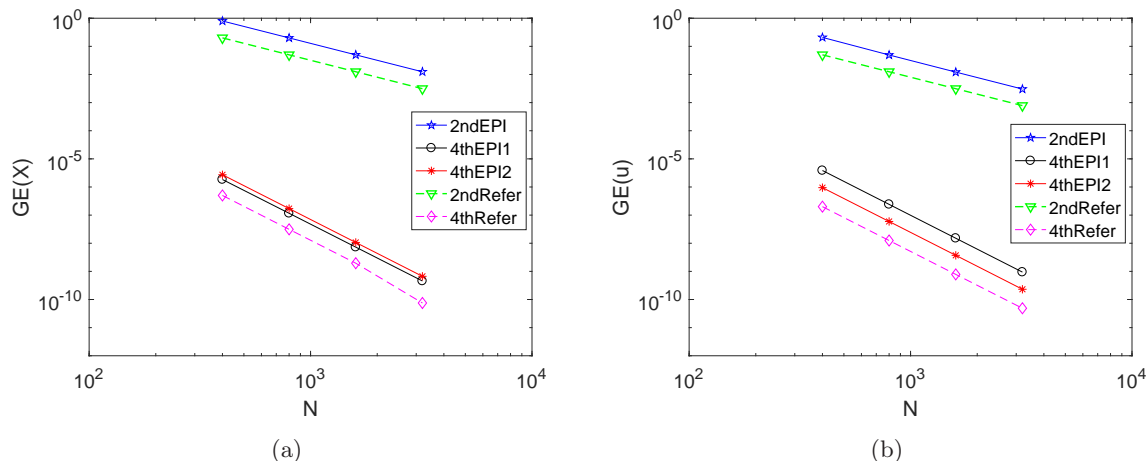 10^0
10^-5
10^-10
GE(X)
10^2
10^3
10^4
N
2ndEPI
4thEPI1
4thEPI2
2ndRefer
4thRefer
(a)
10^0
10^-5
10^-10
GE(u)
10^2
10^3
10^4
N
2ndEPI
4thEPI1
4thEPI2
2ndRefer
4thRefer
(b)